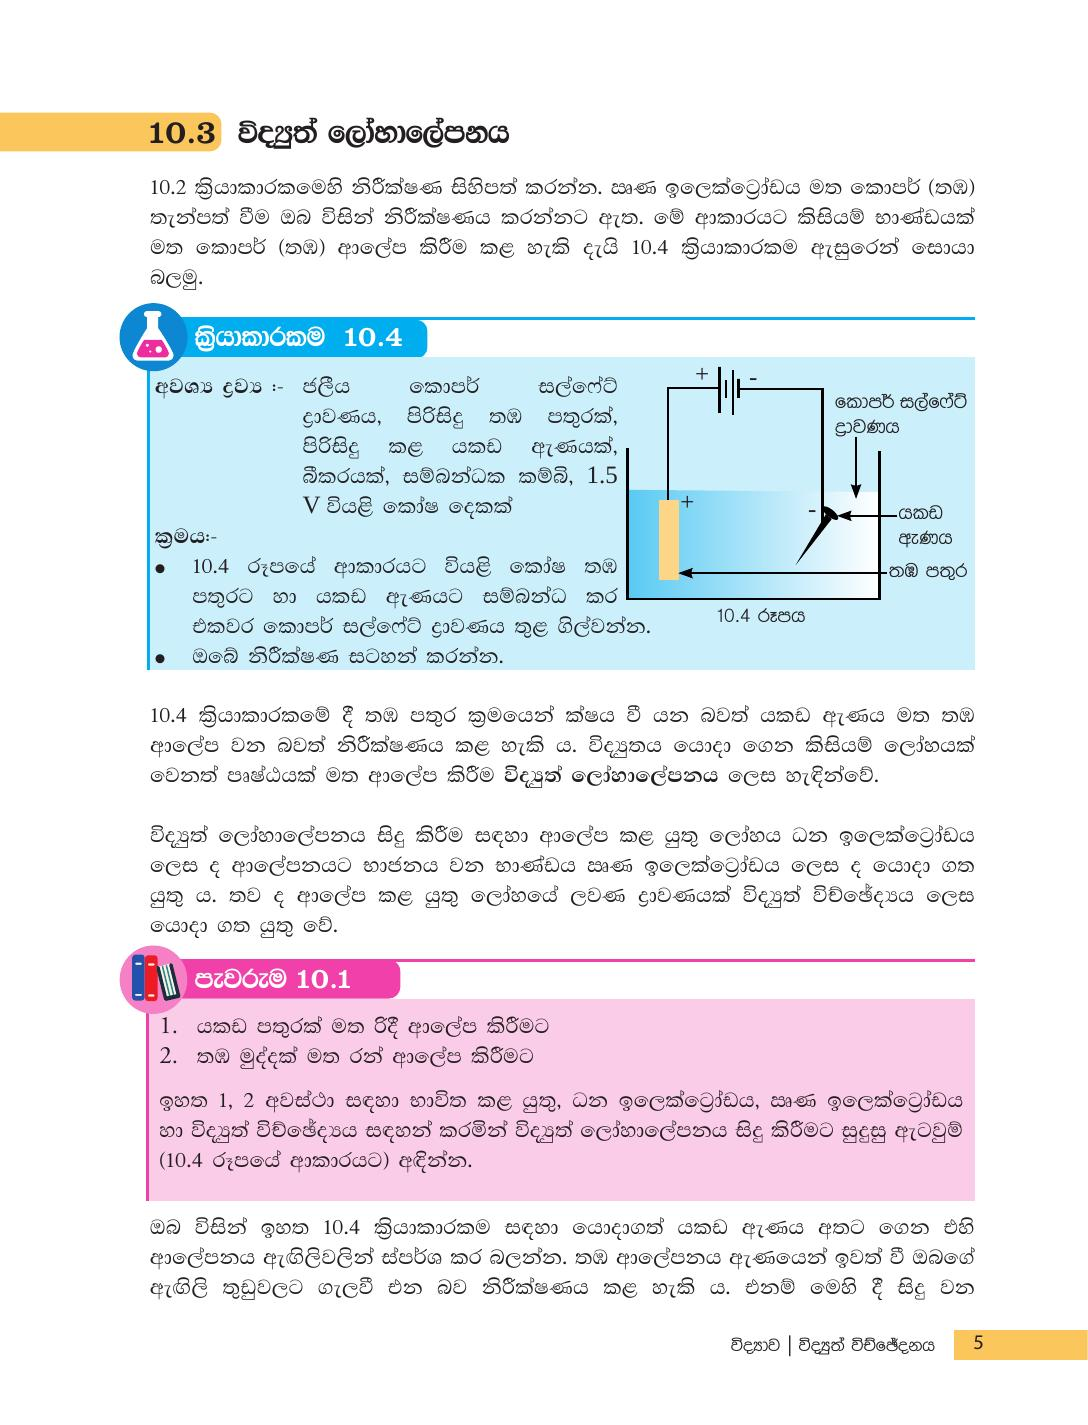 10.3 විද්‍යුත් ලෝහාලේපනය
10.2 ක්‍රියාකාරකමෙහි නිරීක්ෂණ සිහිපත් කරන්න. ඍණ ඉලෙක්ට්‍රෝඩය මත කොපර් (තඹ)
තැන්පත් වීම ඔබ විසින් නිරීක්ෂණය කරන්නට ඇත. මේ ආකාරයට කිසියම් භාණ්ඩයක්
මත කොපර් (තඹ) ආලේප කිරීම කළ හැකි දැයි 10.4 ක්‍රියාකාරකම ඇසුරෙන් සොයා
බලමු.
ක්‍රියාකාරකම 10.4
අවශ්‍ය ද්‍රව්‍ය :- ජලීය කොපර් සල්ෆේට්
ද්‍රාවණය, පිරිසිදු තඹ පතුරක්,
පිරිසිදු කළ යකඩ ඇණයක්,
බීකරයක්, සම්බන්ධක කම්බි, 1.5
V වියළි කෝෂ දෙකක්
ක්‍රමය:-
● 10.4 රූපයේ ආකාරයට වියළි කෝෂ තඹ
පතුරට හා යකඩ ඇණයට සම්බන්ධ කර
එකවර කොපර් සල්ෆේට් ද්‍රාවණය තුළ ගිල්වන්න.
● ඔබේ නිරීක්ෂණ සටහන් කරන්න.
+ -
කොපර් සල්ෆේට්
ද්‍රාවණය
+
-
යකඩ
ඇණය
තඹ පතුර
10.4 රූපය
10.4 ක්‍රියාකාරකමේ දී තඹ පතුර ක්‍රමයෙන් ක්ෂය වී යන බවත් යකඩ ඇණය මත තඹ
ආලේප වන බවත් නිරීක්ෂණය කළ හැකි ය. විද්‍යුතය යොදා ගෙන කිසියම් ලෝහයක්
වෙනත් පෘෂ්ඨයක් මත ආලේප කිරීම විද්‍යුත් ලෝහාලේපනය ලෙස හැඳින්වේ.
විද්‍යුත් ලෝහාලේපනය සිදු කිරීම සඳහා ආලේප කළ යුතු ලෝහය ධන ඉලෙක්ට්‍රෝඩය
ලෙස ද ආලේපනයට භාජනය වන භාණ්ඩය ඍණ ඉලෙක්ට්‍රෝඩය ලෙස ද යොදා ගත
යුතු ය. තව ද ආලේප කළ යුතු ලෝහයේ ලවණ ද්‍රාවණයක් විද්‍යුත් විච්ඡේද්‍යය ලෙස
යොදා ගත යුතු වේ.
පැවරුම 10.1
1. යකඩ පතුරක් මත රිදී ආලේප කිරීමට
2. තඹ මුද්දක් මත රන් ආලේප කිරීමට
ඉහත 1, 2 අවස්ථා සඳහා භාවිත කළ යුතු, ධන ඉලෙක්ට්‍රෝඩය, ඍණ ඉලෙක්ට්‍රෝඩය
හා විද්‍යුත් විච්ඡේද්‍යය සඳහන් කරමින් විද්‍යුත් ලෝහාලේපනය සිදු කිරීමට සුදුසු ඇටවුම්
(10.4 රූපයේ ආකාරයට) අඳින්න.
ඔබ විසින් ඉහත 10.4 ක්‍රියාකාරකම සඳහා යොදාගත් යකඩ ඇණය අතට ගෙන එහි
ආලේපනය ඇඟිලිවලින් ස්පර්ශ කර බලන්න. තඹ ආලේපනය ඇණයෙන් ඉවත් වී ඔබගේ
ඇඟිලි තුඩුවලට ගැලවී එන බව නිරීක්ෂණය කළ හැකි ය. එනම් මෙහි දී සිදු වන
විද්‍යාව | විද්‍යුත් විච්ඡේදනය 5